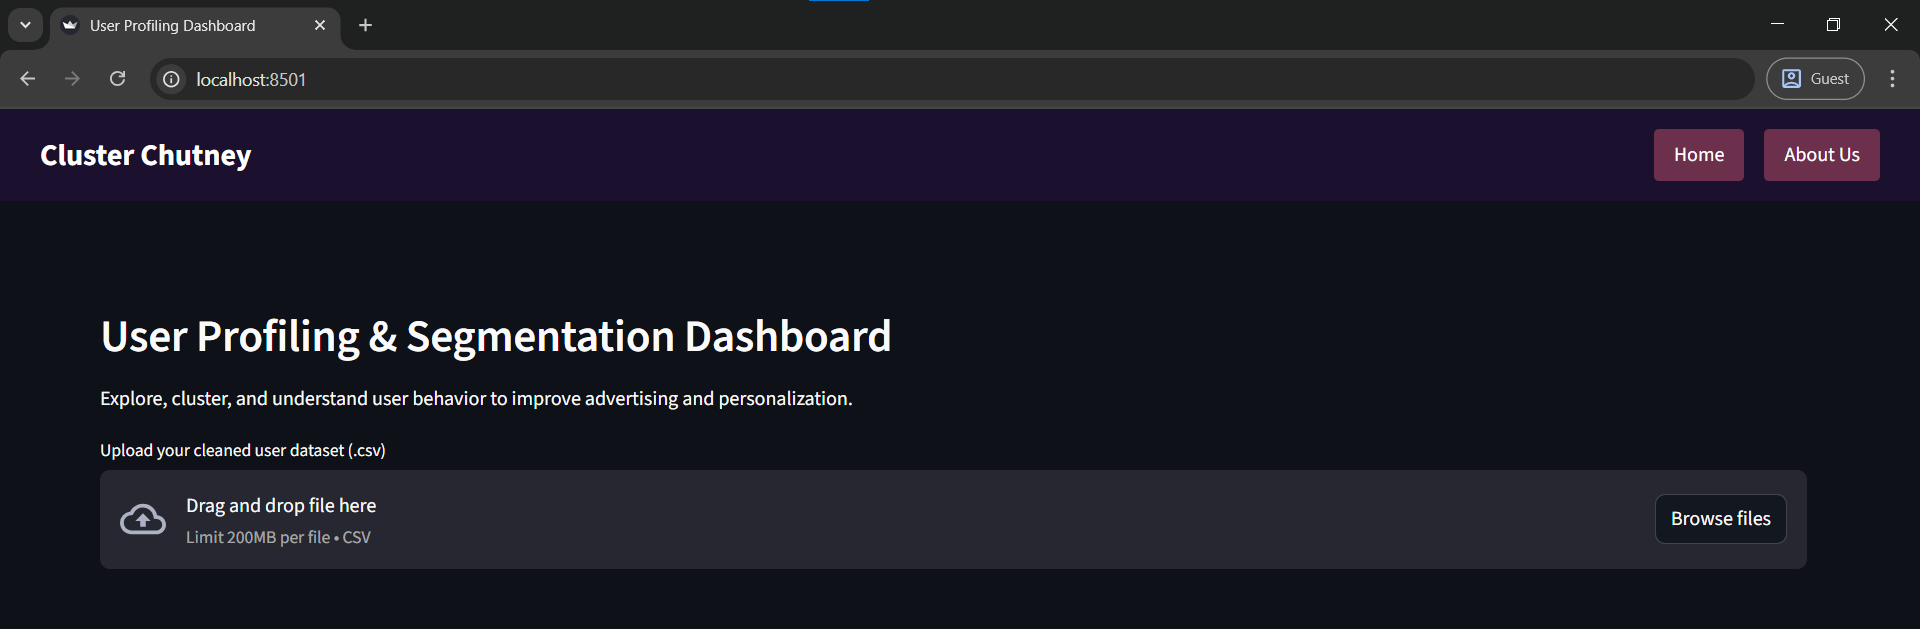 User Profiling Dashboard
localhost:8501
Guest
Cluster Chutney
Home
About Us
User Profiling & Segmentation Dashboard
Explore, cluster, and understand user behavior to improve advertising and personalization.
Upload your cleaned user dataset (.csv)
Drag and drop file here
Limit 200MB per file • CSV
Browse files